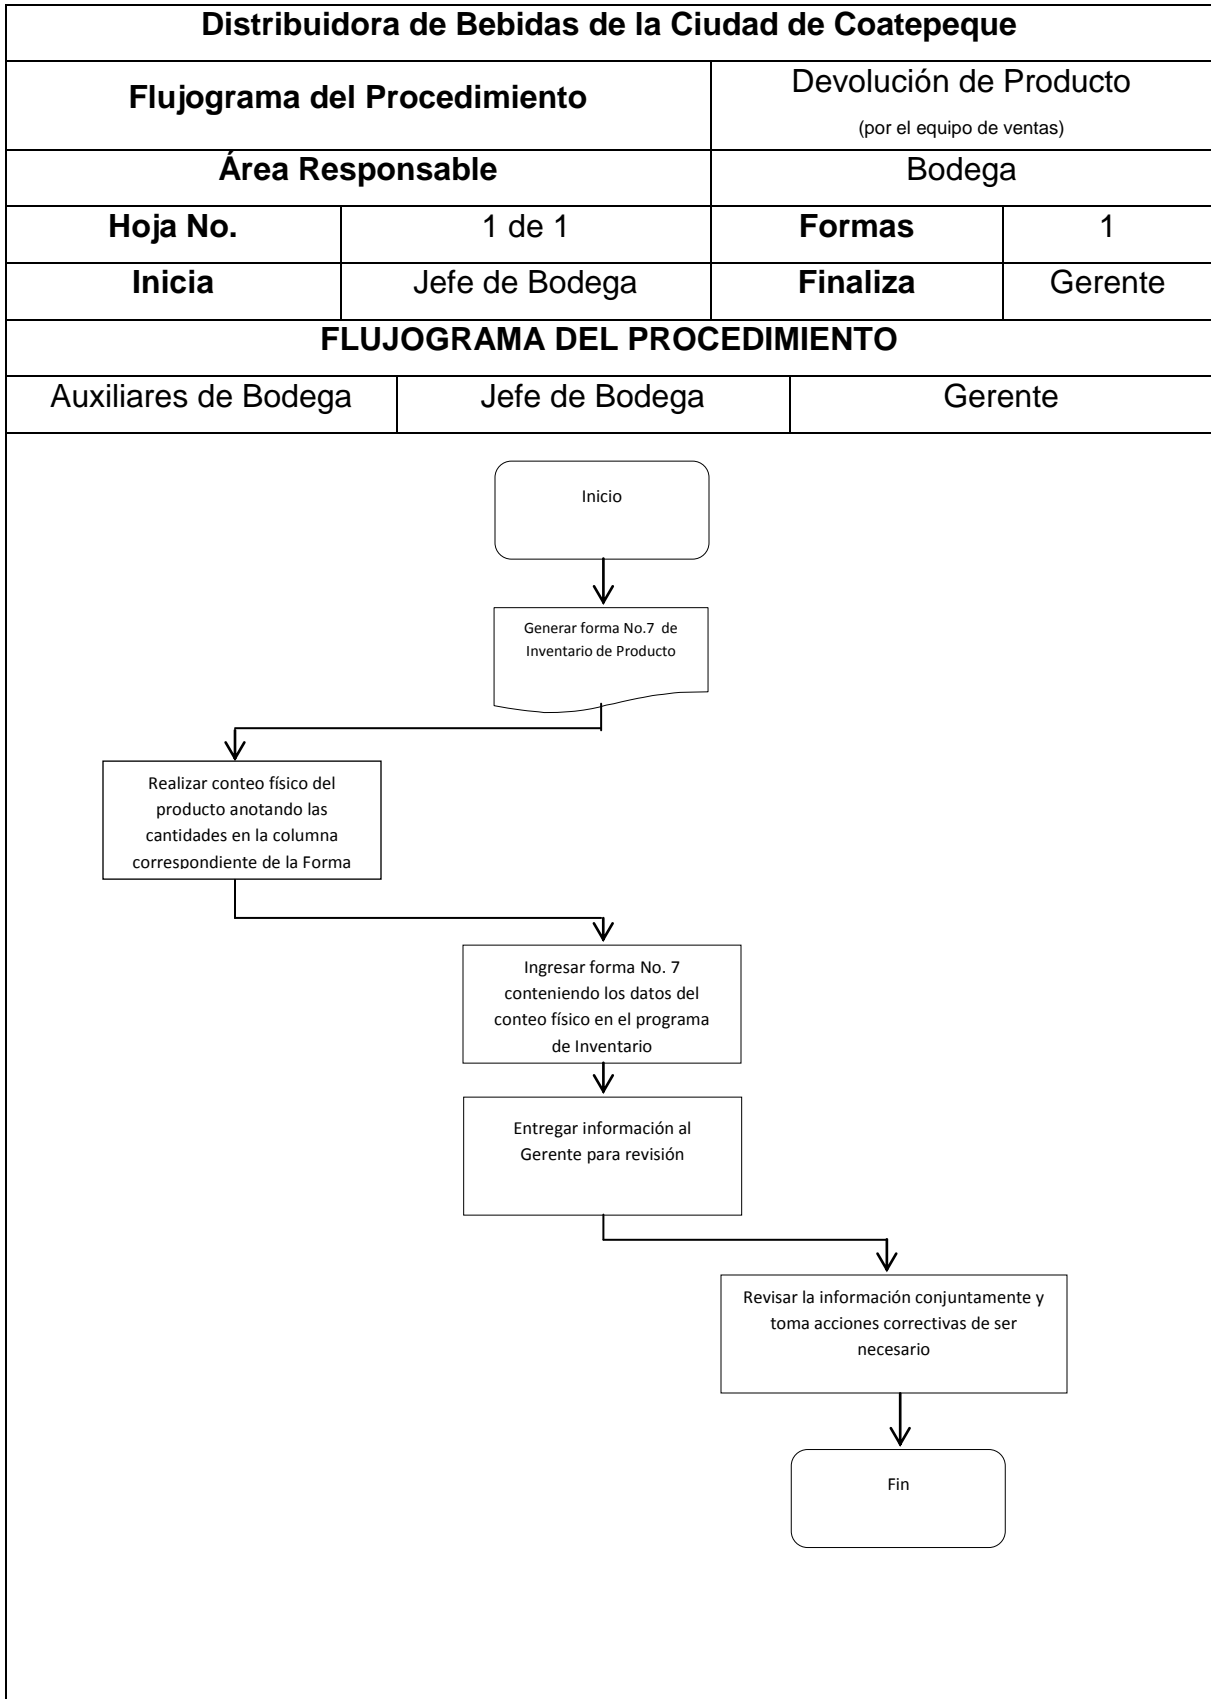 Distribuidora de Bebidas de la Ciudad de Coatepeque
Flujograma del Procedimiento
Devolución de Producto
(por el equipo de ventas)
Área Responsable
Bodega
Hoja No.
1 de 1
Formas
1
Inicia
Jefe de Bodega
Finaliza
Gerente
FLUJOGRAMA DEL PROCEDIMIENTO
Auxiliares de Bodega
Jefe de Bodega
Gerente
Inicio
Generar forma No.7 de
Inventario de Producto
Realizar conteo físico del
producto anotando las
cantidades en la columna
correspondiente de la Forma
Ingresar forma No. 7
conteniendo los datos del
conteo físico en el programa
de Inventario
Entregar información al
Gerente para revisión
Revisar la información conjuntamente y
toma acciones correctivas de ser
necesario
Fin